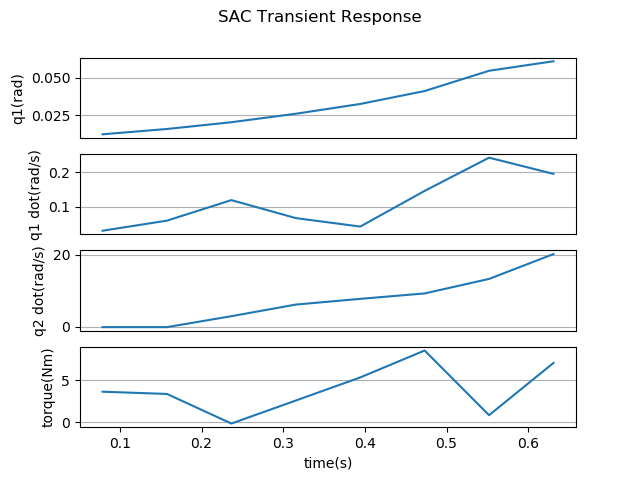 SAC Transient Response
q1(rad)
0.050
0.025
q1 dot(rad/s)
0.2
0.1
q2 dot(rad/s)
20
0
torque(Nm)
5
0
0.1 0.2 0.3 0.4 0.5 0.6
time(s)